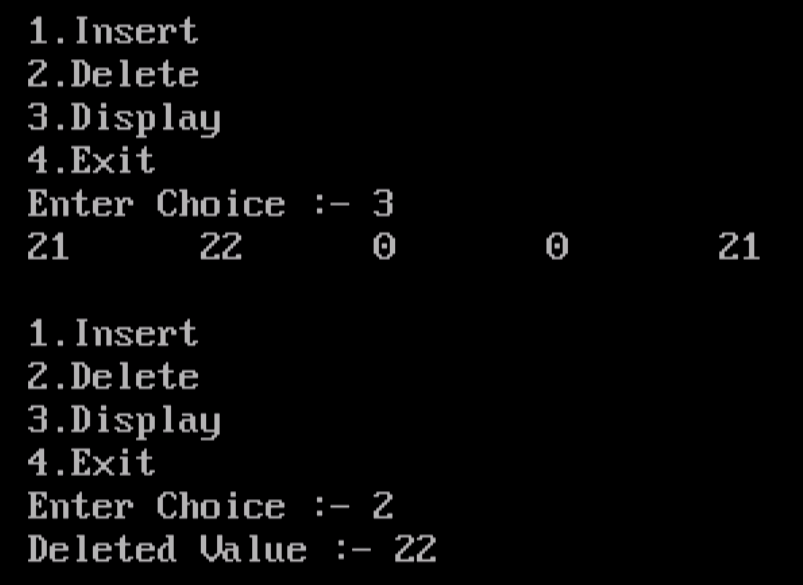 1.Insert
2.Delete
3.Display
4.Exit
Enter Choice :- 3
21 22 0 0 21
1.Insert
2.Delete
3.Display
4.Exit
Enter Choice :- 2
Deleted Value :- 22